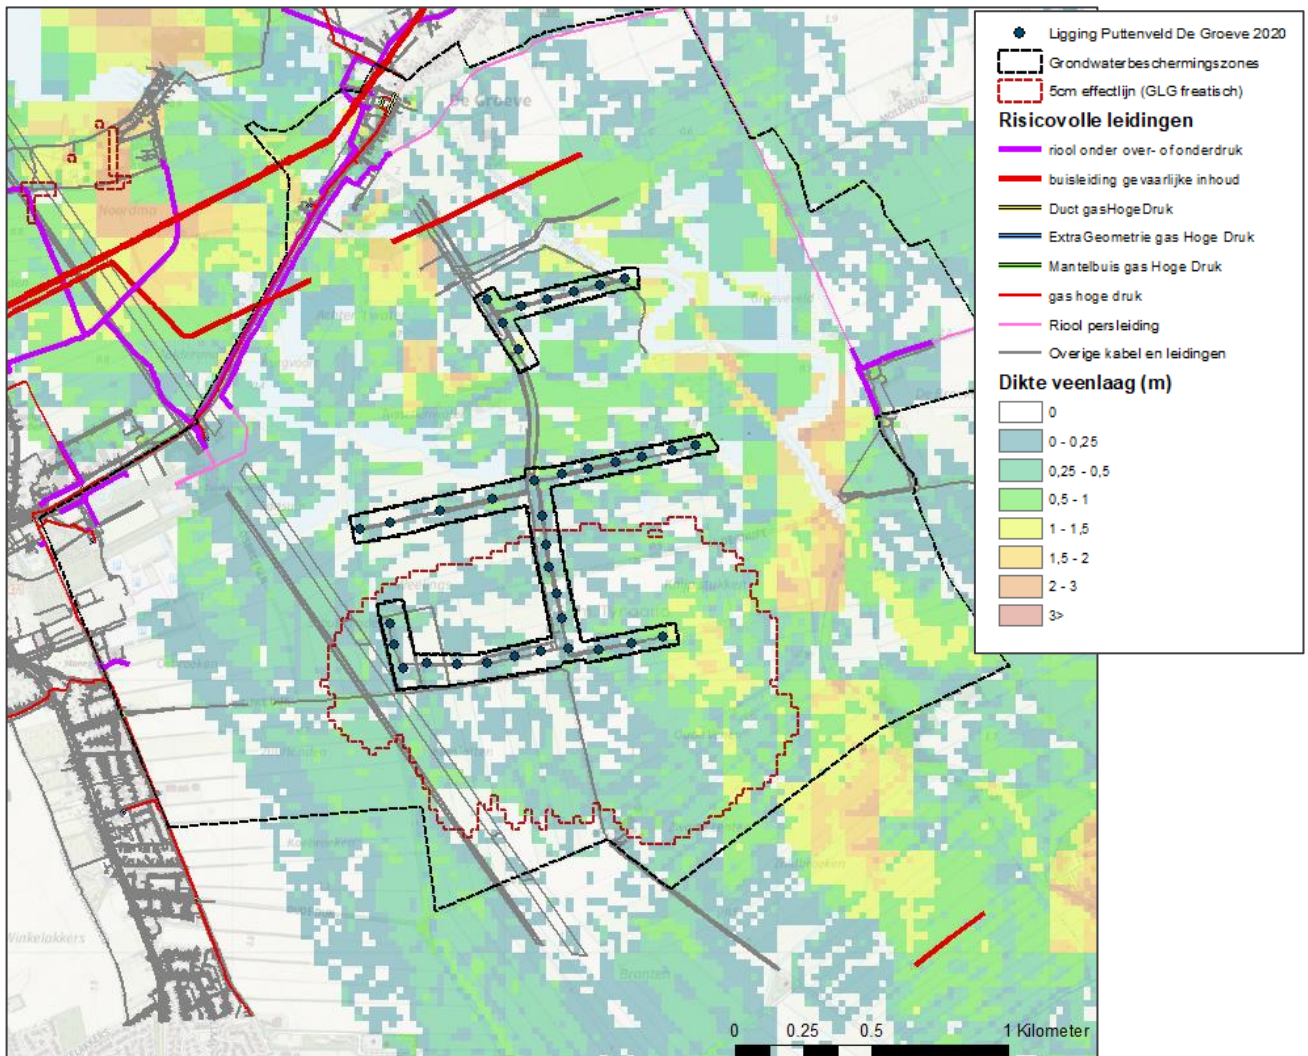 Ligging Puttenveld De Groeve 2020
Grondwaterbeschermingszones
5cm effectlijn (GLG freatisch)
Risicovolle leidingen
riool onder over- of onderdruk
buisleiding gevaarlijke inhoud
Duct gasHogeDruk
ExtraGeometrie gas Hoge Druk
Mantelbuis gas Hoge Druk
gas hoge druk
Riool persleiding
Overige kabel en leidingen
Dikte veenlaag (m)
0
0 - 0,25
0,25 - 0,5
0,5 - 1
1 - 1,5
1,5 - 2
2 - 3
3>
De Groeve
Groeveveld
Branten
Winkelakkers
0 0.25 0.5 1 Kilometer